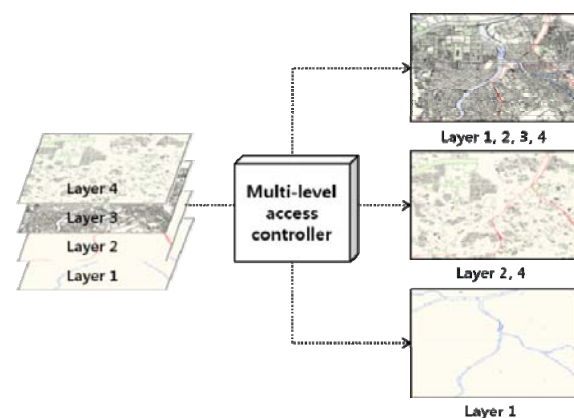 Layer 4
Layer 3
Layer 2
Layer 1
Multi-level
access
controller
Layer 1, 2, 3, 4
Layer 2, 4
Layer 1